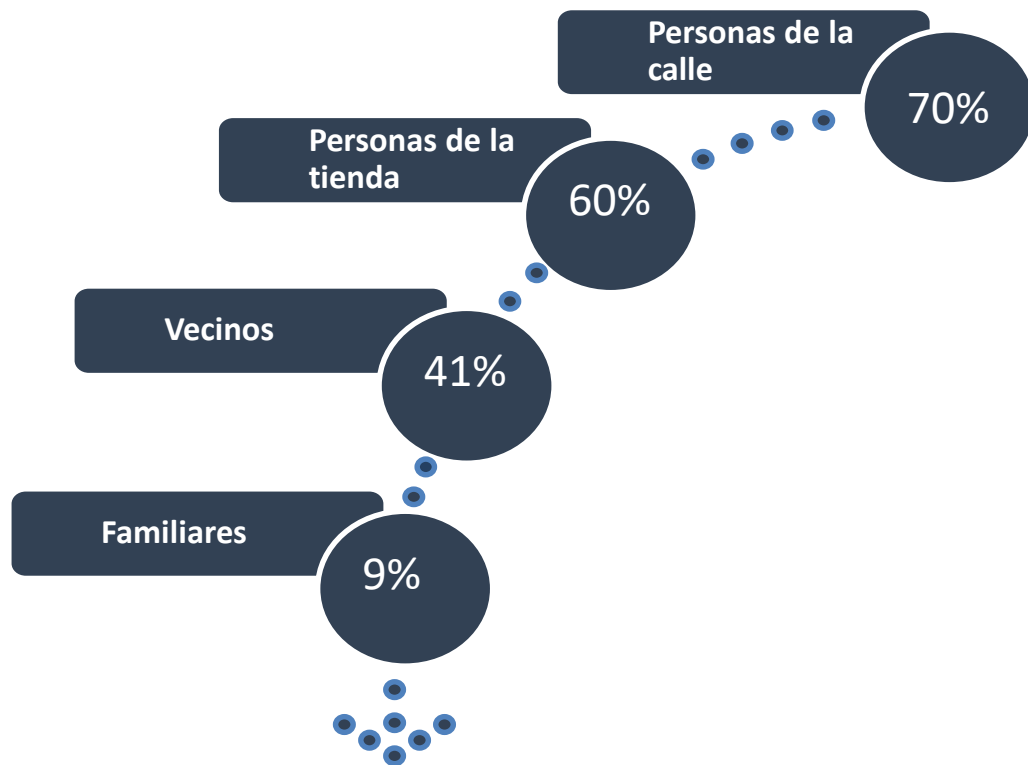 Personas de la
calle
70%
Personas de la
tienda
60%
Vecinos
41%
Familiares
9%